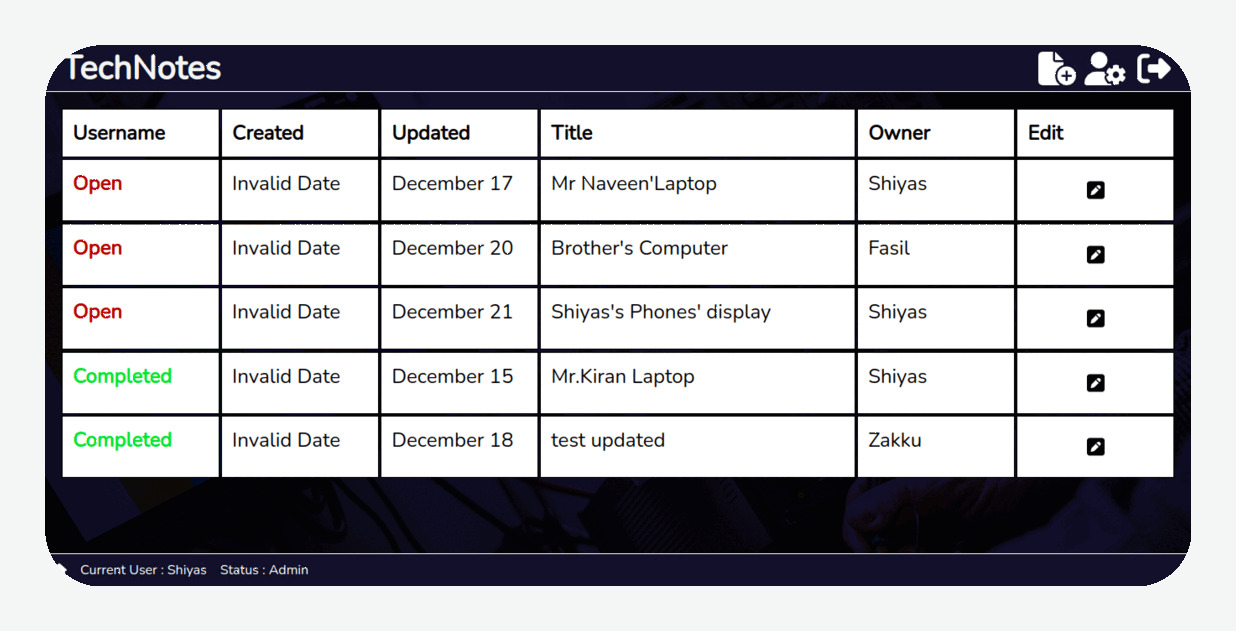 TechNotes
Username Created Updated Title Owner Edit
Open Invalid Date December 17 Mr Naveen'Laptop Shiyas
Open Invalid Date December 20 Brother's Computer Fasil
Open Invalid Date December 21 Shiyas's Phones' display Shiyas
Completed Invalid Date December 15 Mr.Kiran Laptop Shiyas
Completed Invalid Date December 18 test updated Zakku
Current User : Shiyas Status : Admin